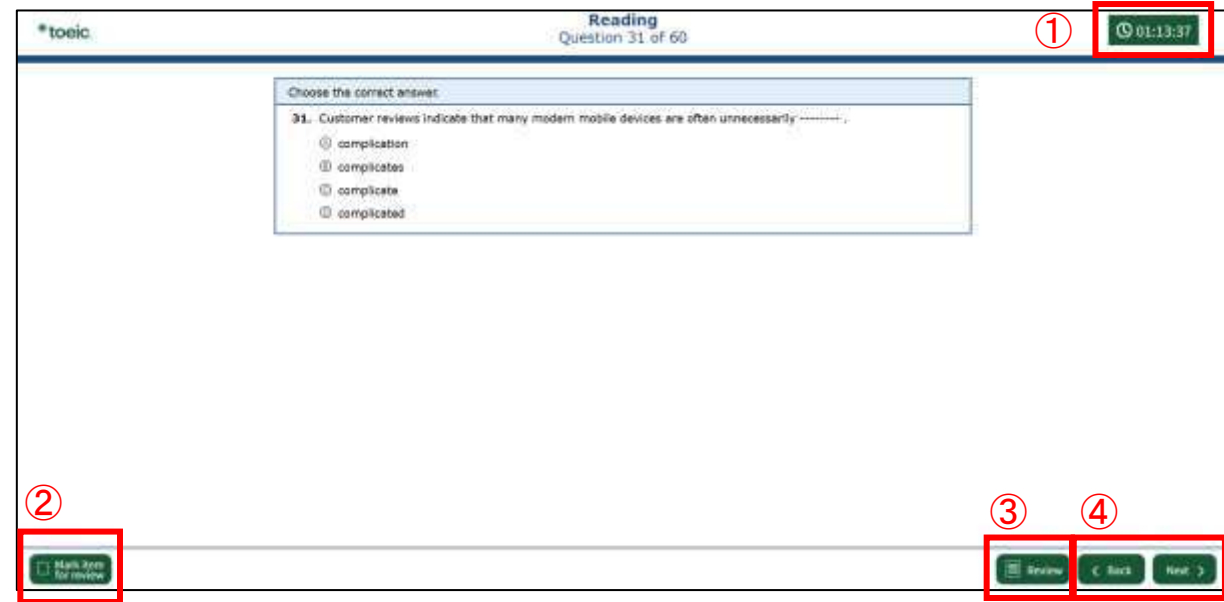 *toeic
Reading
Question 31 of 60
①
01:13:37
Choose the correct answer.
31. Customer reviews indicate that many modern mobile devices are often unnecessarily -------- .
Ⓐ complication
Ⓑ complicates
Ⓒ complicate
Ⓓ complicated
②
③
④
Mark item
for review
Review
Back
Next